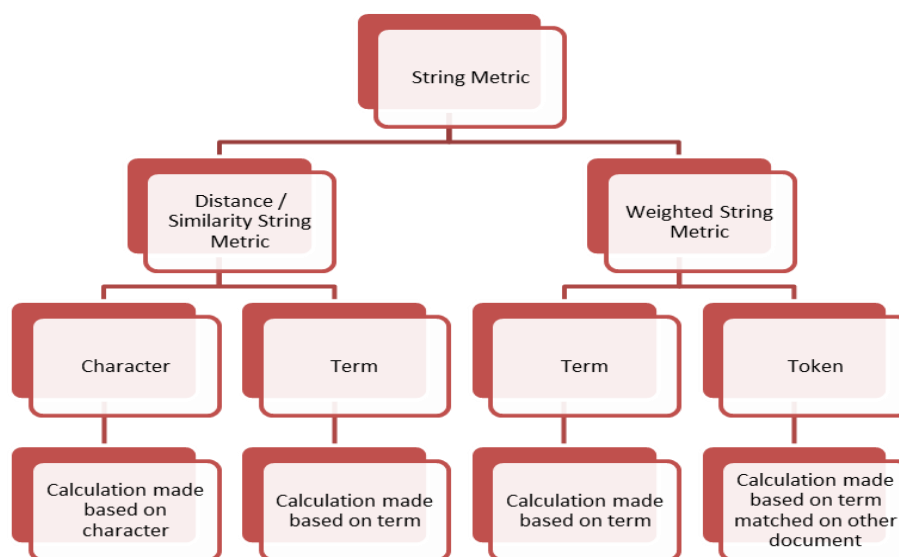 String Metric
Distance /
Similarity String
Metric
Weighted String
Metric
Character
Term
Term
Token
Calculation made
based on
character
Calculation made
based on term
Calculation made
based on term
Calculation made
based on term
matched on other
document